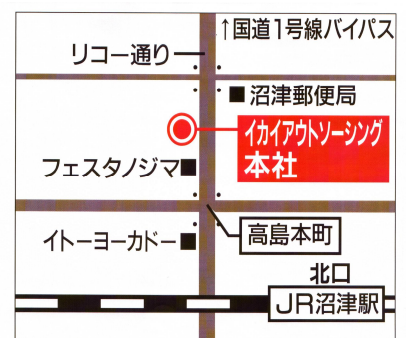 ↑国道1号線バイパス
リコー通り
■沼津郵便局
イカイアウトソーシング
本社
フェスタノジマ■
イトーヨーカドー■
高島本町
北口
JR沼津駅